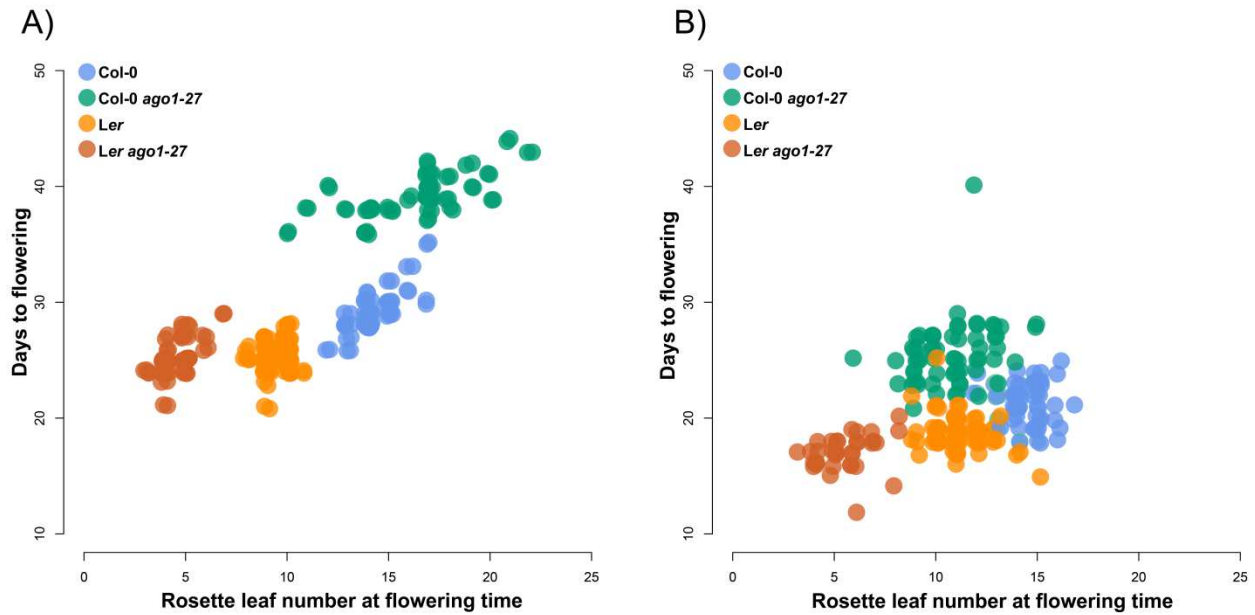 A)
Col-0
Col-0 ago1-27
Ler
Ler ago1-27
Days to flowering
50
40
30
20
10
0 5 10 15 20 25
Rosette leaf number at flowering time
B)
Col-0
Col-0 ago1-27
Ler
Ler ago1-27
Days to flowering
50
40
30
20
10
0 5 10 15 20 25
Rosette leaf number at flowering time